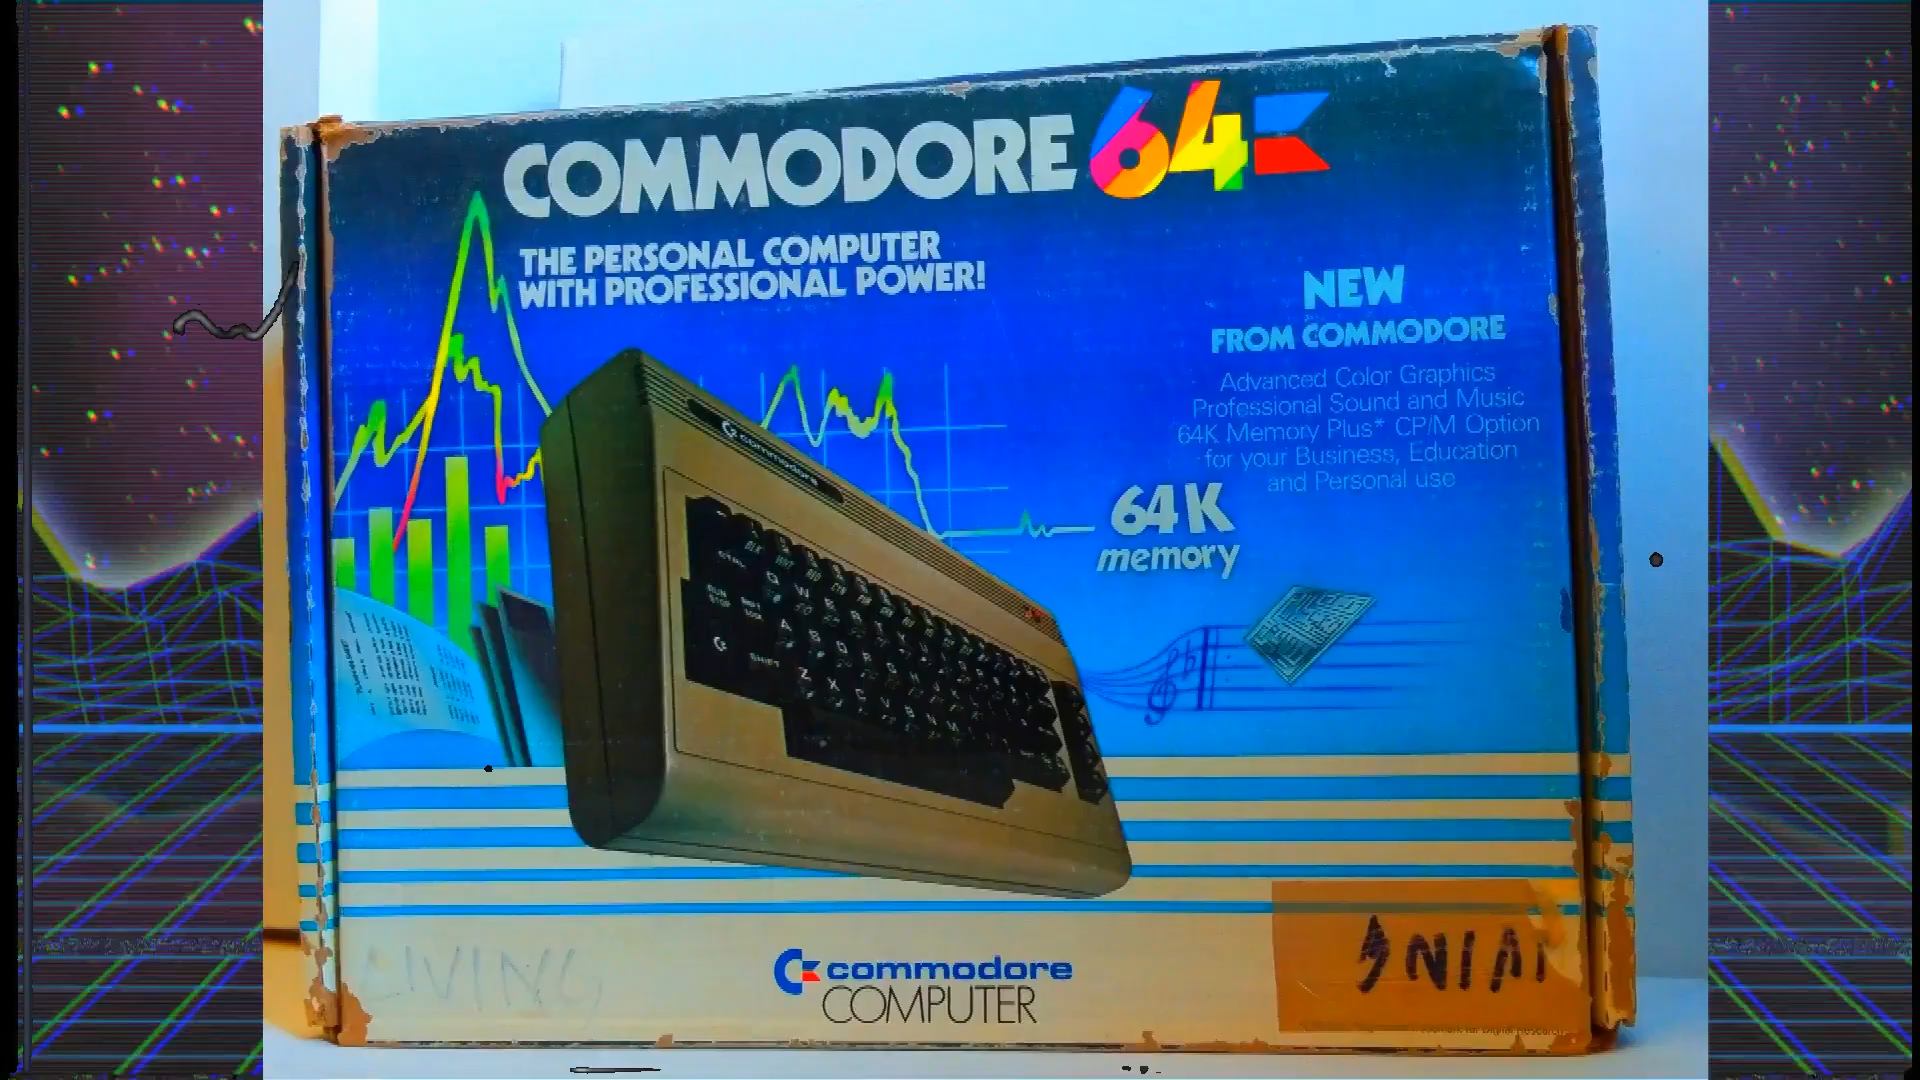 COMMODORE 64
THE PERSONAL COMPUTER
WITH PROFESSIONAL POWER!
NEW
FROM COMMODORE
Advanced Color Graphics
Professional Sound and Music
64K Memory Plus* CP/M Option
for your Business, Education
and Personal use
64K
memory
commodore
LIVING
commodore
COMPUTER